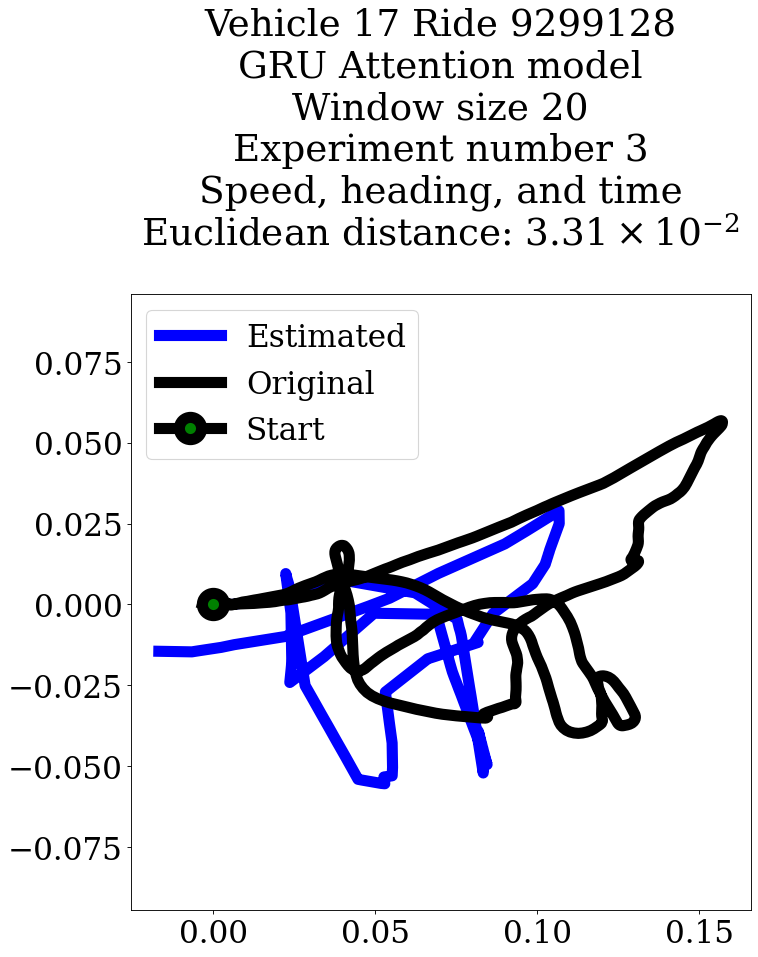 Vehicle 17 Ride 9299128
GRU Attention model
Window size 20
Experiment number 3
Speed, heading, and time
Euclidean distance: 3.31 × 10⁻²
Estimated
Original
Start
0.075
0.050
0.025
0.000
−0.025
−0.050
−0.075
0.00 0.05 0.10 0.15